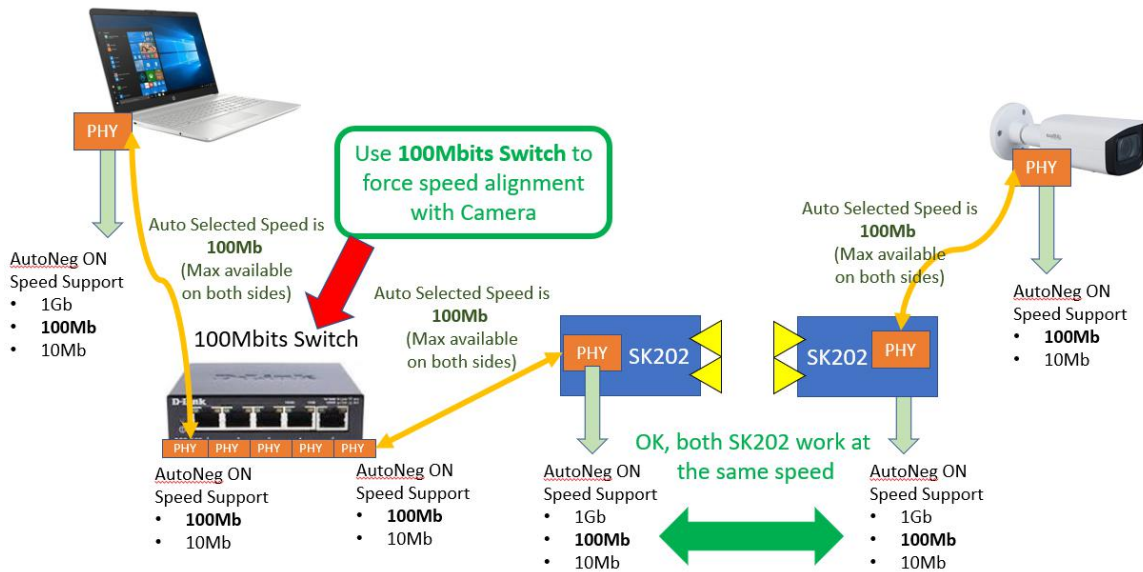 PHY
Use 100Mbits Switch to
force speed alignment
with Camera
PHY
Auto Selected Speed is
100Mb
(Max available
on both sides)
Auto Selected Speed is
100Mb
(Max available
on both sides)
AutoNeg ON
Speed Support
• 1Gb
• 100Mb
• 10Mb
AutoNeg ON
Speed Support
• 100Mb
• 10Mb
Auto Selected Speed is
100Mb
(Max available
on both sides)
100Mbits Switch
PHY
SK202
SK202
PHY
D-Link
D-Link
PHY PHY PHY PHY PHY
OK, both SK202 work at
the same speed
AutoNeg ON
Speed Support
• 100Mb
• 10Mb
AutoNeg ON
Speed Support
• 100Mb
• 10Mb
AutoNeg ON
Speed Support
• 1Gb
• 100Mb
• 10Mb
AutoNeg ON
Speed Support
• 1Gb
• 100Mb
• 10Mb